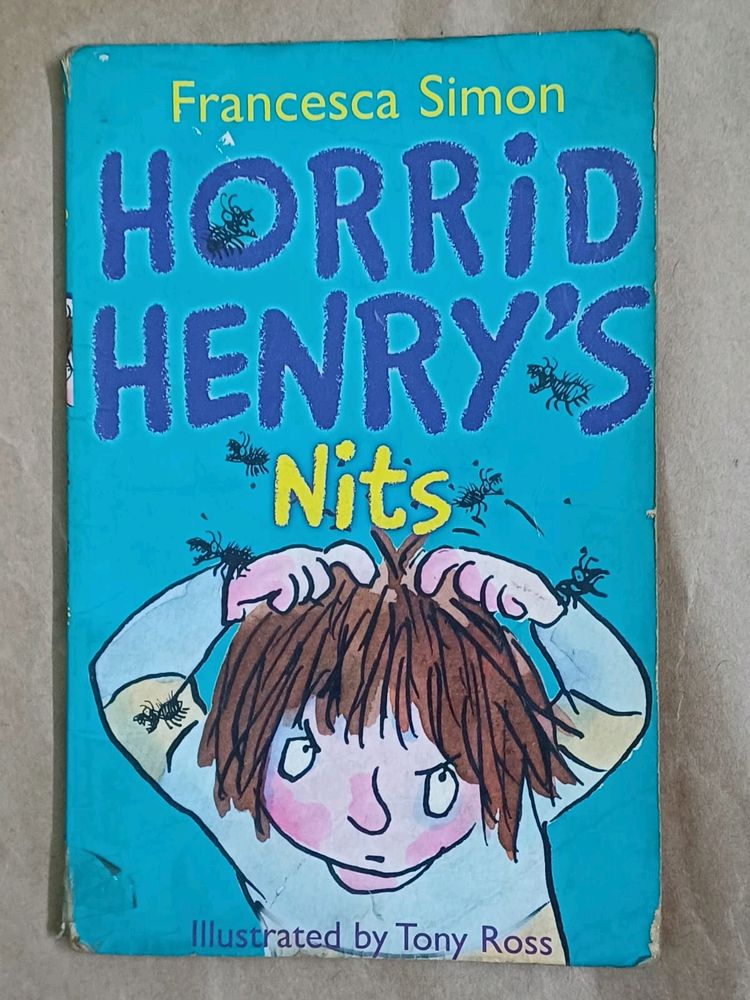 Francesca Simon
HORRiD
HENRY'S
Nits
Illustrated by Tony Ross